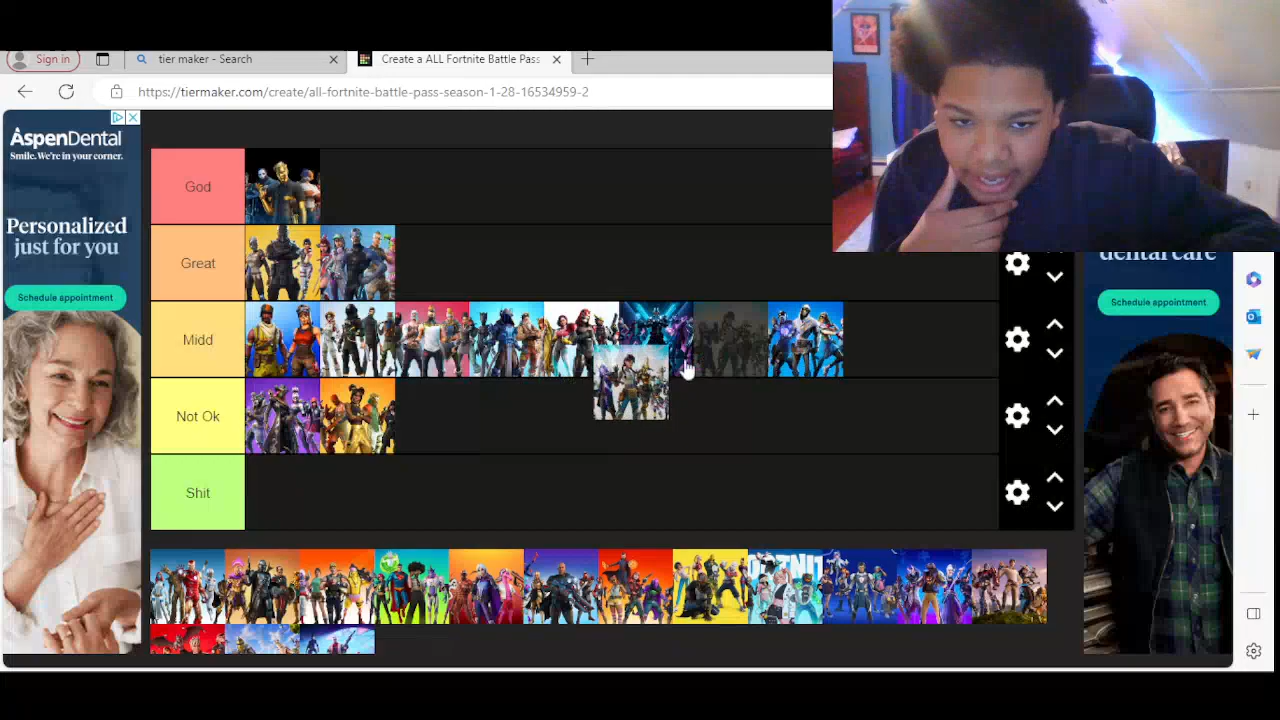 Sign in
tier maker - Search
Create a ALL Fortnite Battle Pass
https://tiermaker.com/create/all-fortnite-battle-pass-season-1-28-16534959-2
AspenDental
Smile. We're in your corner.
Personalized
just for you
Schedule appointment
God
Great
Midd
Not Ok
Shit
dental care
Schedule appointment